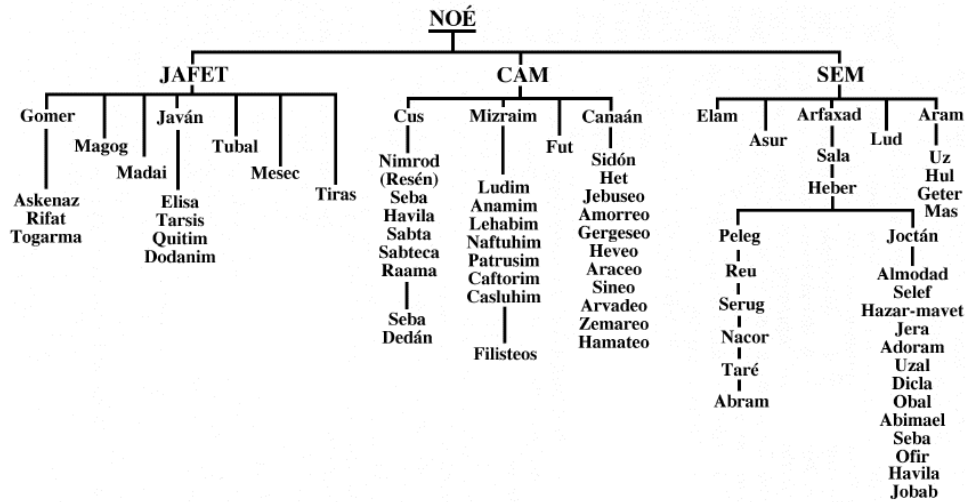 NOÉ
JAFET
CAM
SEM
Gomer
Magog
Madai
Javán
Tubal
Mesec
Tiras
Askenaz
Rifat
Togarma
Elisa
Tarsis
Quitim
Dodanim
Cus
Mizraim
Fut
Canaán
Nimrod
(Resén)
Seba
Havila
Sabta
Sabteca
Raama
Seba
Dedán
Ludim
Anamim
Lehabim
Naftuhim
Patrusim
Caftorim
Casluhim
Filisteos
Sidón
Het
Jebuseo
Amorreo
Gergeseo
Heveo
Araceo
Sineo
Arvadeo
Zemareo
Hamateo
Elam
Asur
Arfaxad
Lud
Aram
Sala
Heber
Uz
Hul
Geter
Mas
Peleg
Reu
Serug
Nacor
Taré
Abram
Joctán
Almodad
Selef
Hazar-mavet
Jera
Adoram
Uzal
Dicla
Obal
Abimael
Seba
Ofir
Havila
Jobab